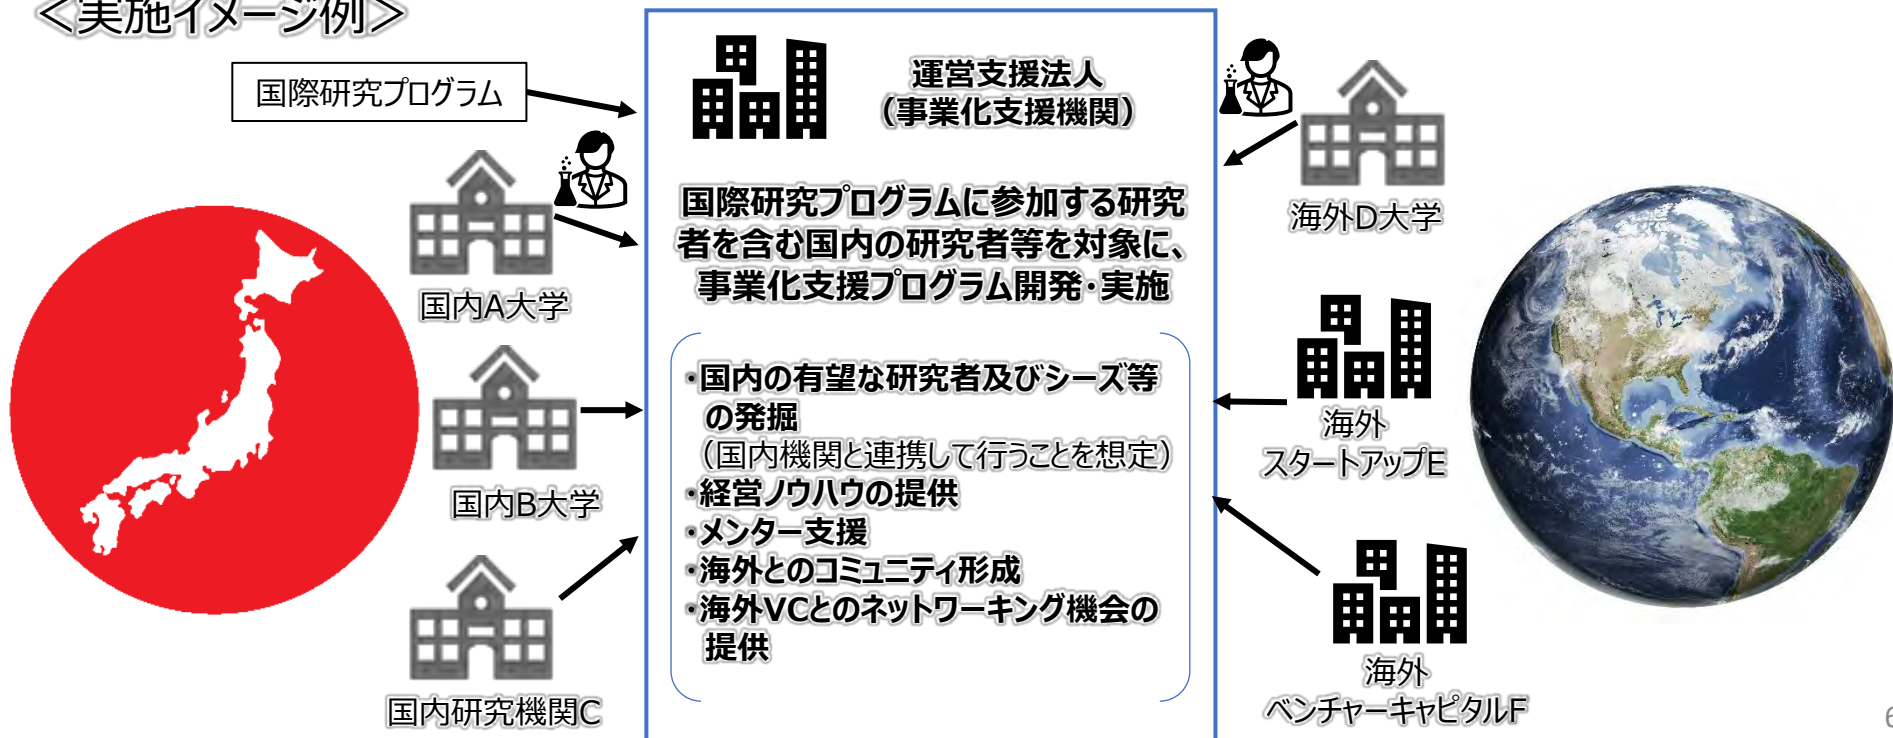 ＜実施イメージ例＞
国際研究プログラム
国内A大学
国内B大学
国内研究機関C
運営支援法人
（事業化支援機関）
国際研究プログラムに参加する研究
者を含む国内の研究者等を対象に、
事業化支援プログラム開発・実施
・国内の有望な研究者及びシーズ等
の発掘
（国内機関と連携して行うことを想定）
・経営ノウハウの提供
・メンター支援
・海外とのコミュニティ形成
・海外VCとのネットワーキング機会の
提供
海外D大学
海外
スタートアップE
海外
ベンチャーキャピタルF
6